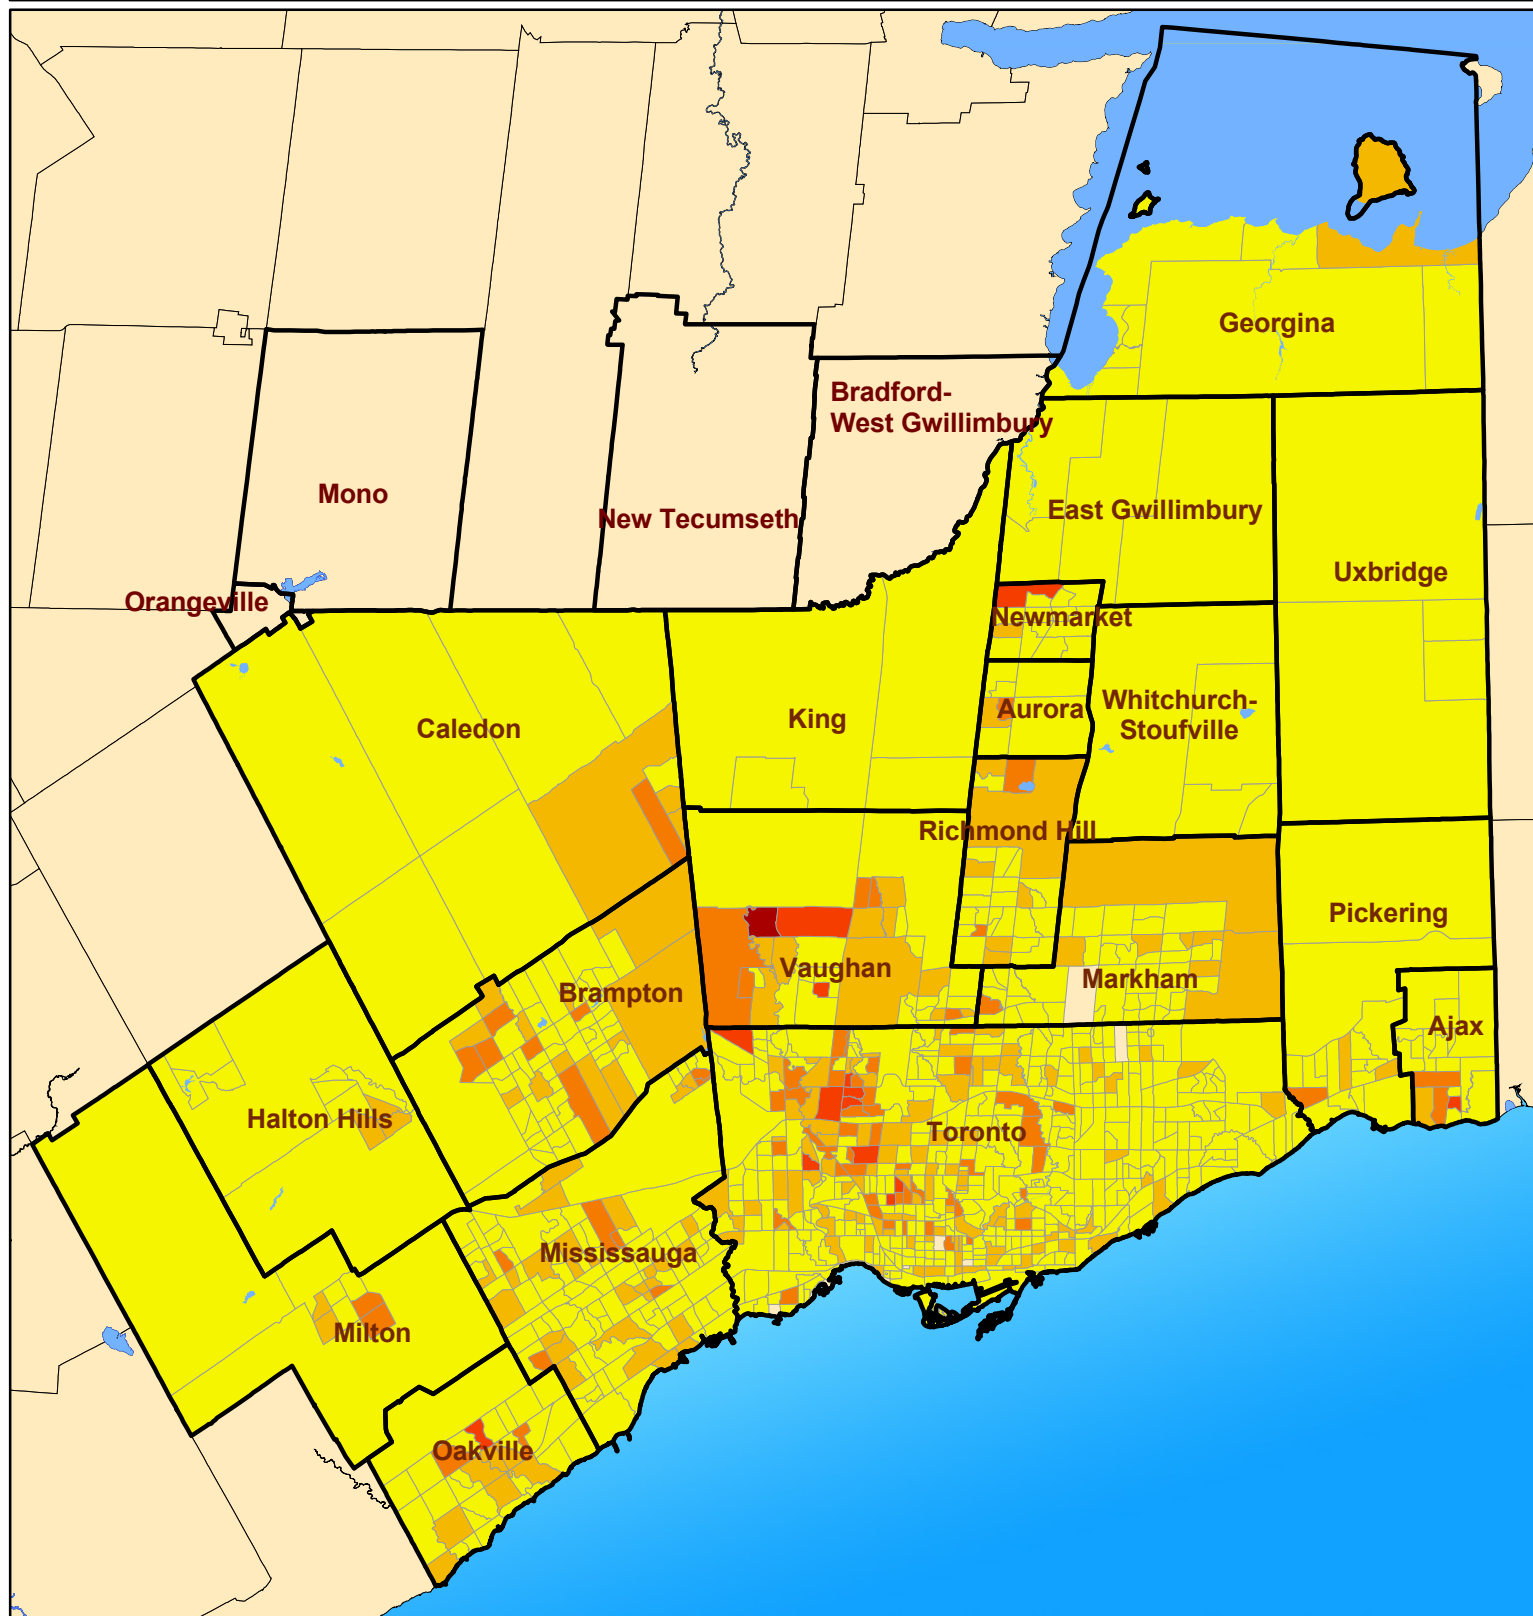 Georgina
Bradford-
West Gwillimbury
Mono
New Tecumseth
East Gwillimbury
Uxbridge
Orangeville
Newmarket
Caledon
King
Aurora
Whitchurch-
Stoufville
Richmond Hill
Pickering
Vaughan
Markham
Brampton
Ajax
Halton Hills
Toronto
Mississauga
Milton
Oakville